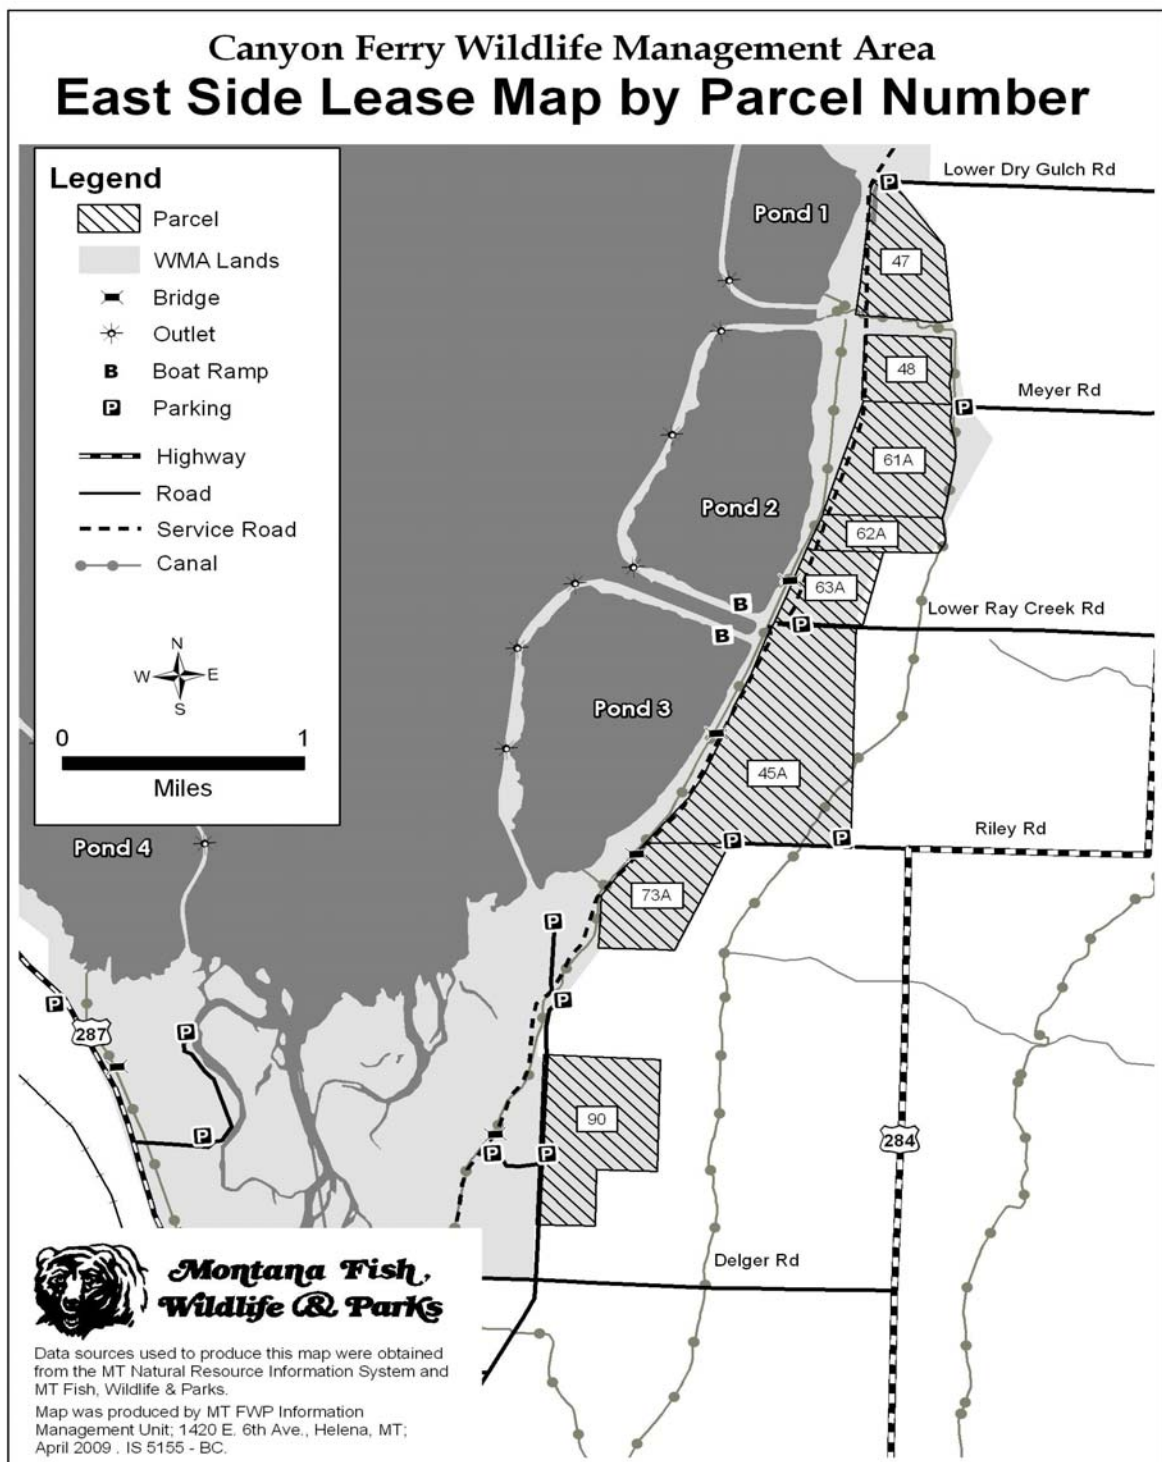 Canyon Ferry Wildlife Management Area
East Side Lease Map by Parcel Number
Legend
Parcel
WMA Lands
Bridge
Outlet
B Boat Ramp
P Parking
Highway
Road
Service Road
Canal
N
W E
S
0 1
Miles
Lower Dry Gulch Rd
P
Pond 1
47
48
Meyer Rd
P
61A
Pond 2
62A
63A
B
Lower Ray Creek Rd
P
B
Pond 3
45A
Riley Rd
P
P
Pond 4
73A
P
P
P
287
P
90
P
P
P
284
Delger Rd
Montana Fish,
Wildlife & Parks
Data sources used to produce this map were obtained
from the MT Natural Resource Information System and
MT Fish, Wildlife & Parks.
Map was produced by MT FWP Information
Management Unit; 1420 E. 6th Ave., Helena, MT;
April 2009 . IS 5155 - BC.